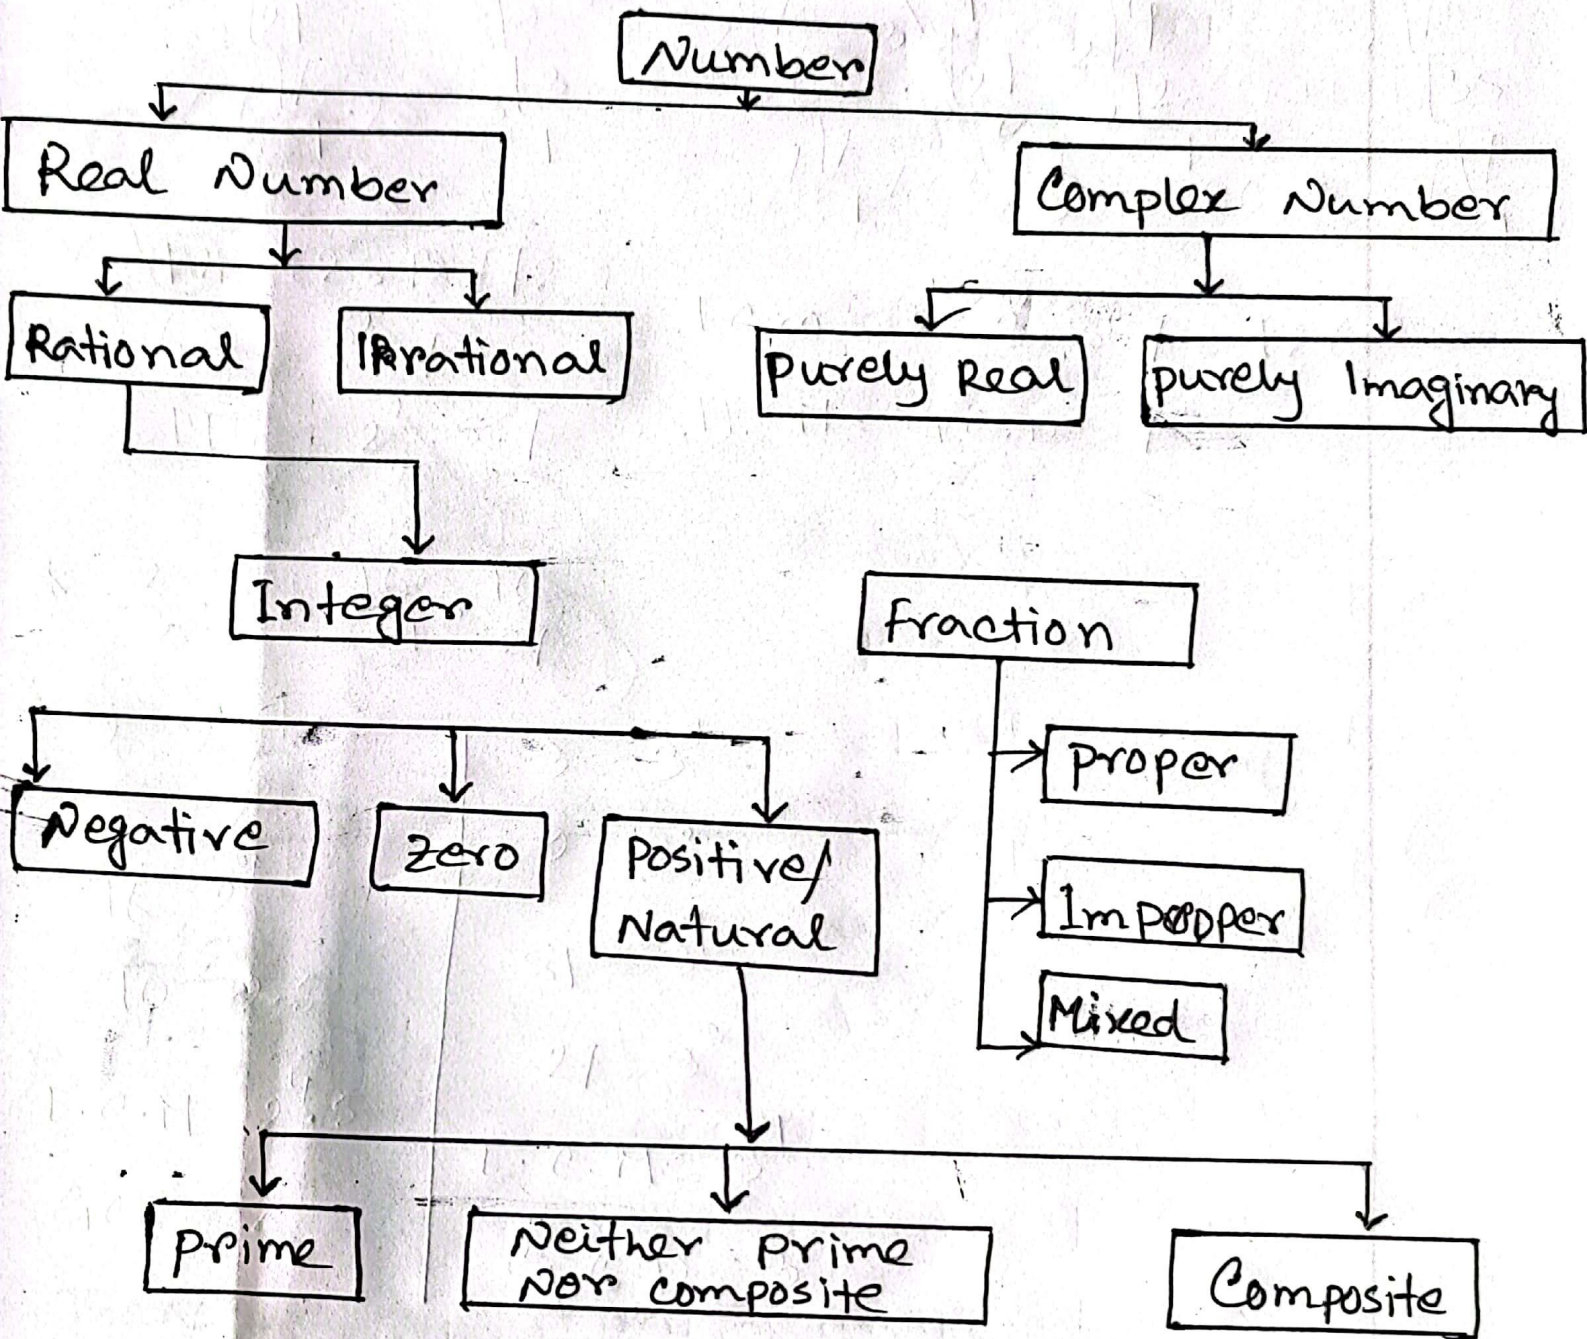 Number
Real Number
Complex Number
Rational
Irrational
Purely Real
purely Imaginary
Integer
Fraction
Proper
Improper
Mixed
Negative
Zero
Positive/
Natural
Prime
Neither prime
Nor composite
Composite